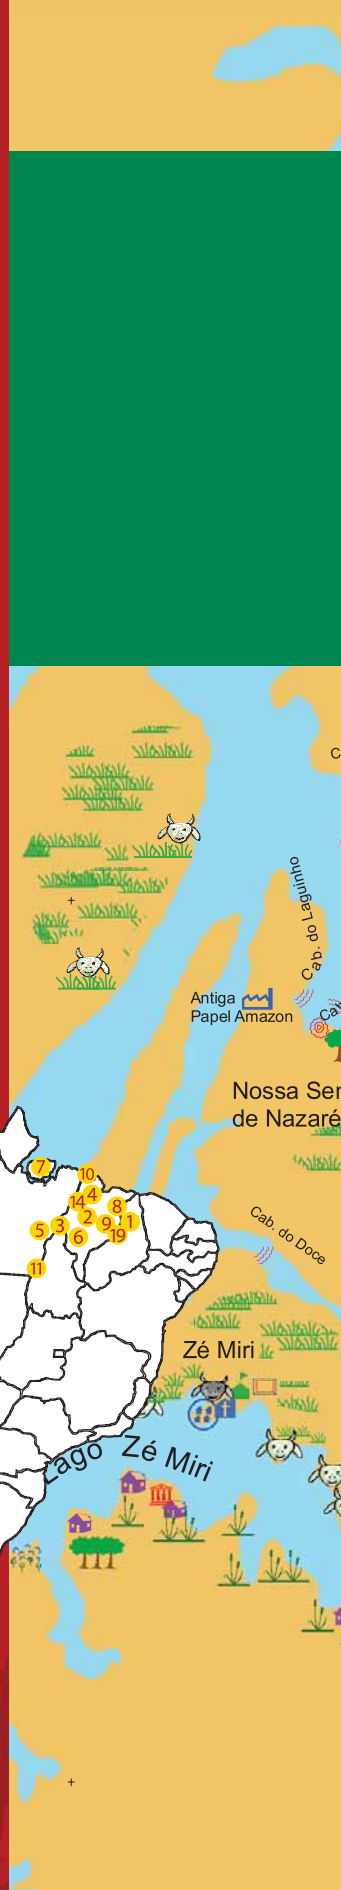 C
Cab. do Laguinho
Antiga
Papel Amazon
Cab
Nossa Ser
de Nazaré
7
10
14
4
8
2
9
1
5
3
6
19
11
Cab. do Doce
Zé Miri
Lago Zé Miri